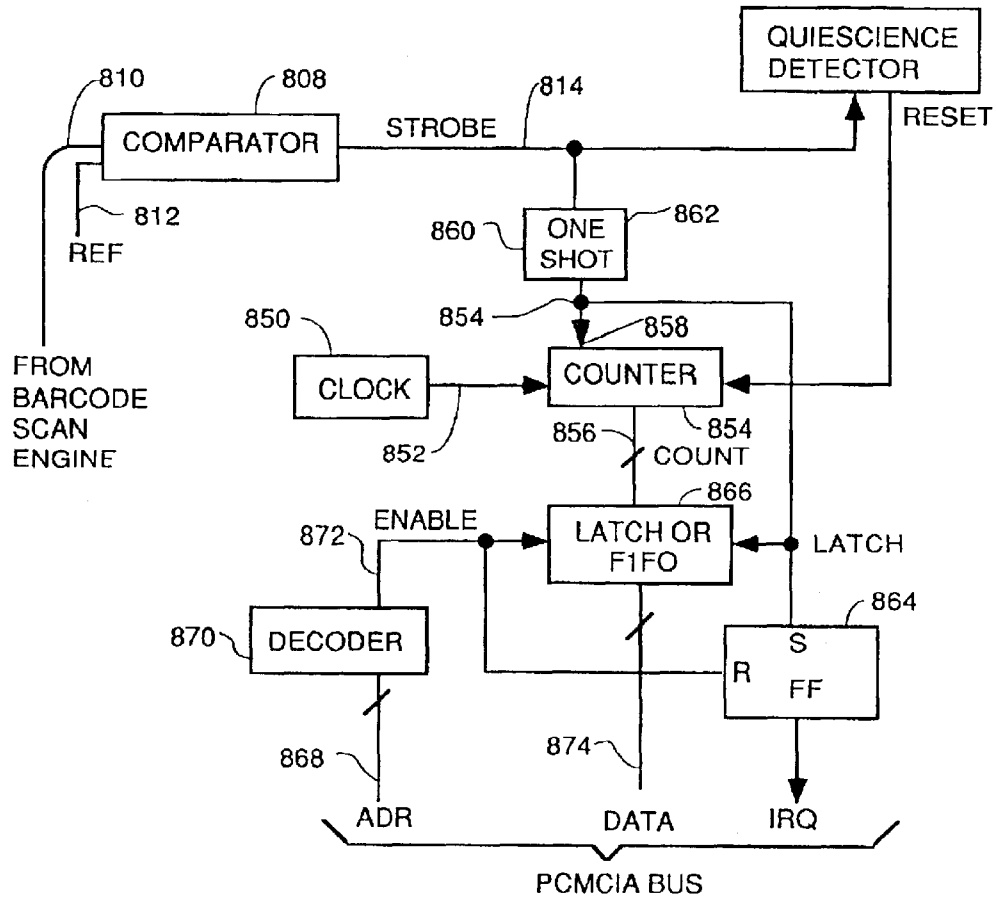 QUIESCIENCE
DETECTOR
810
808
814
RESET
COMPARATOR
STROBE
812
REF
860
ONE
SHOT
862
854
858
850
CLOCK
COUNTER
852
856
854
COUNT
FROM
BARCODE
SCAN
ENGINE
866
ENABLE
872
LATCH OR
F1FO
LATCH
864
870
DECODER
S
R
FF
868
874
ADR
DATA
IRQ
PCMCIA BUS